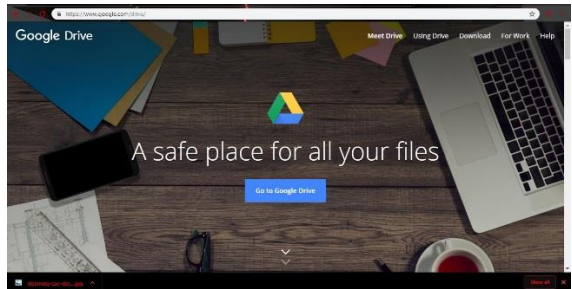 https://www.google.com/drive/
Google Drive
Meet Drive Using Drive Download For Work Help
A safe place for all your files
Go to Google Drive
Show all